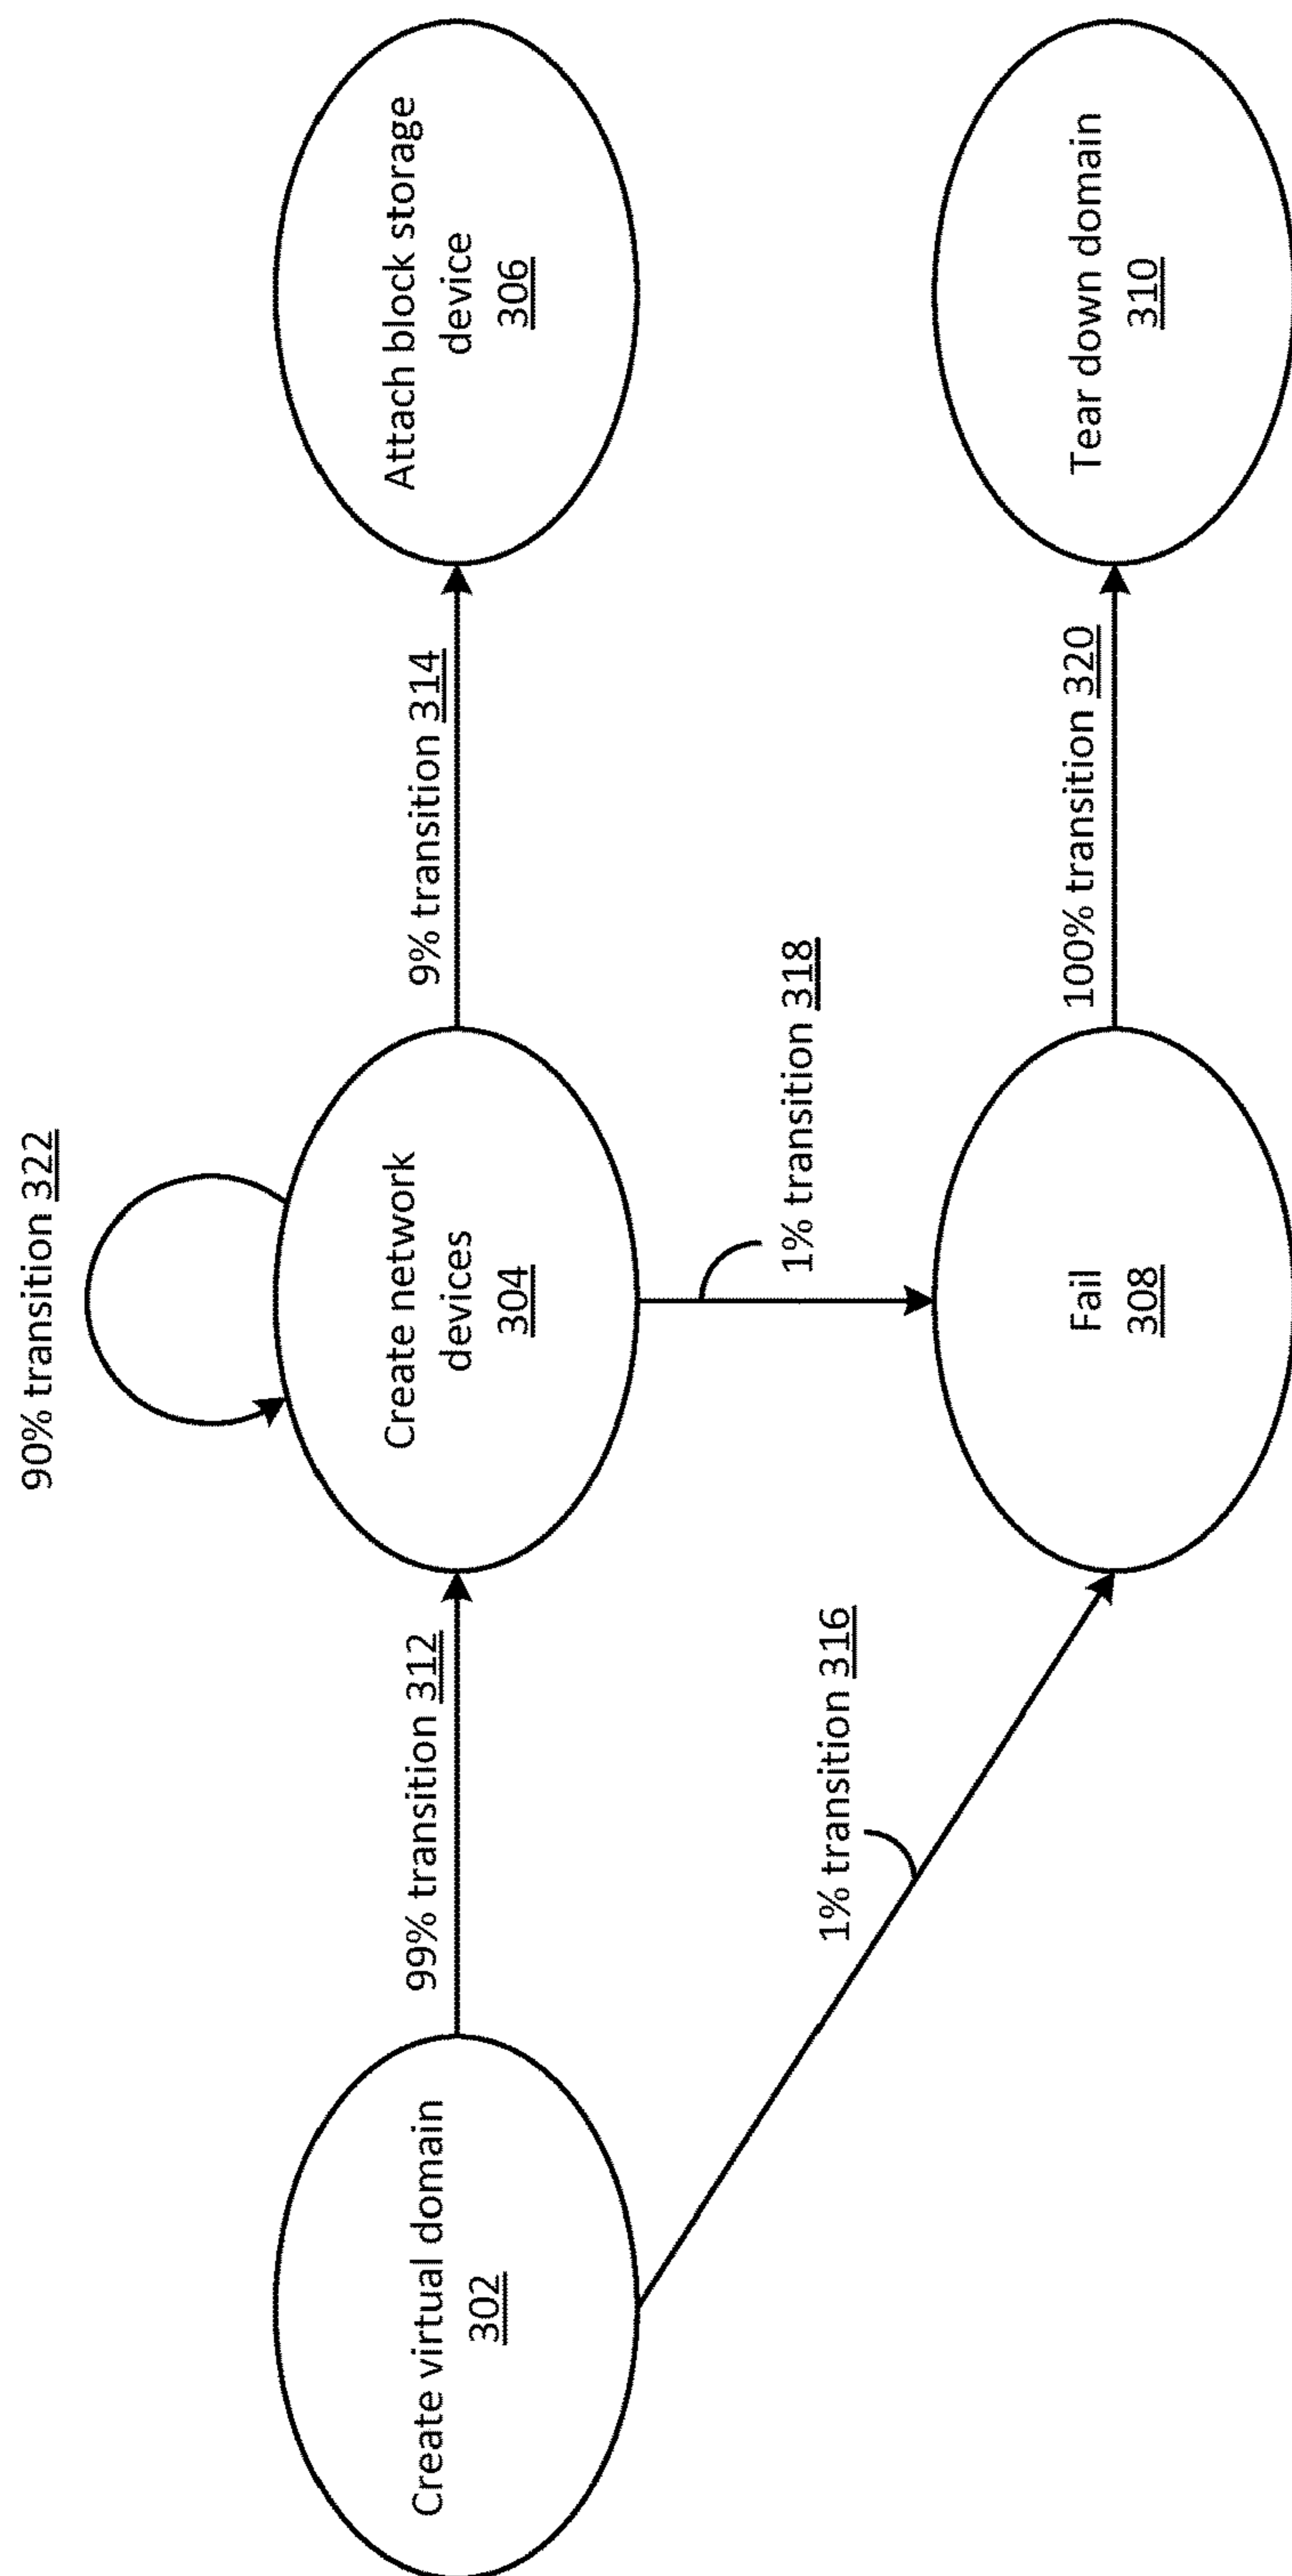 90% transition 322
Create virtual domain
302
99% transition 312
Create network
devices
304
9% transition 314
Attach block storage
device
306
1% transition 316
1% transition 318
Fail
308
100% transition 320
Tear down domain
310